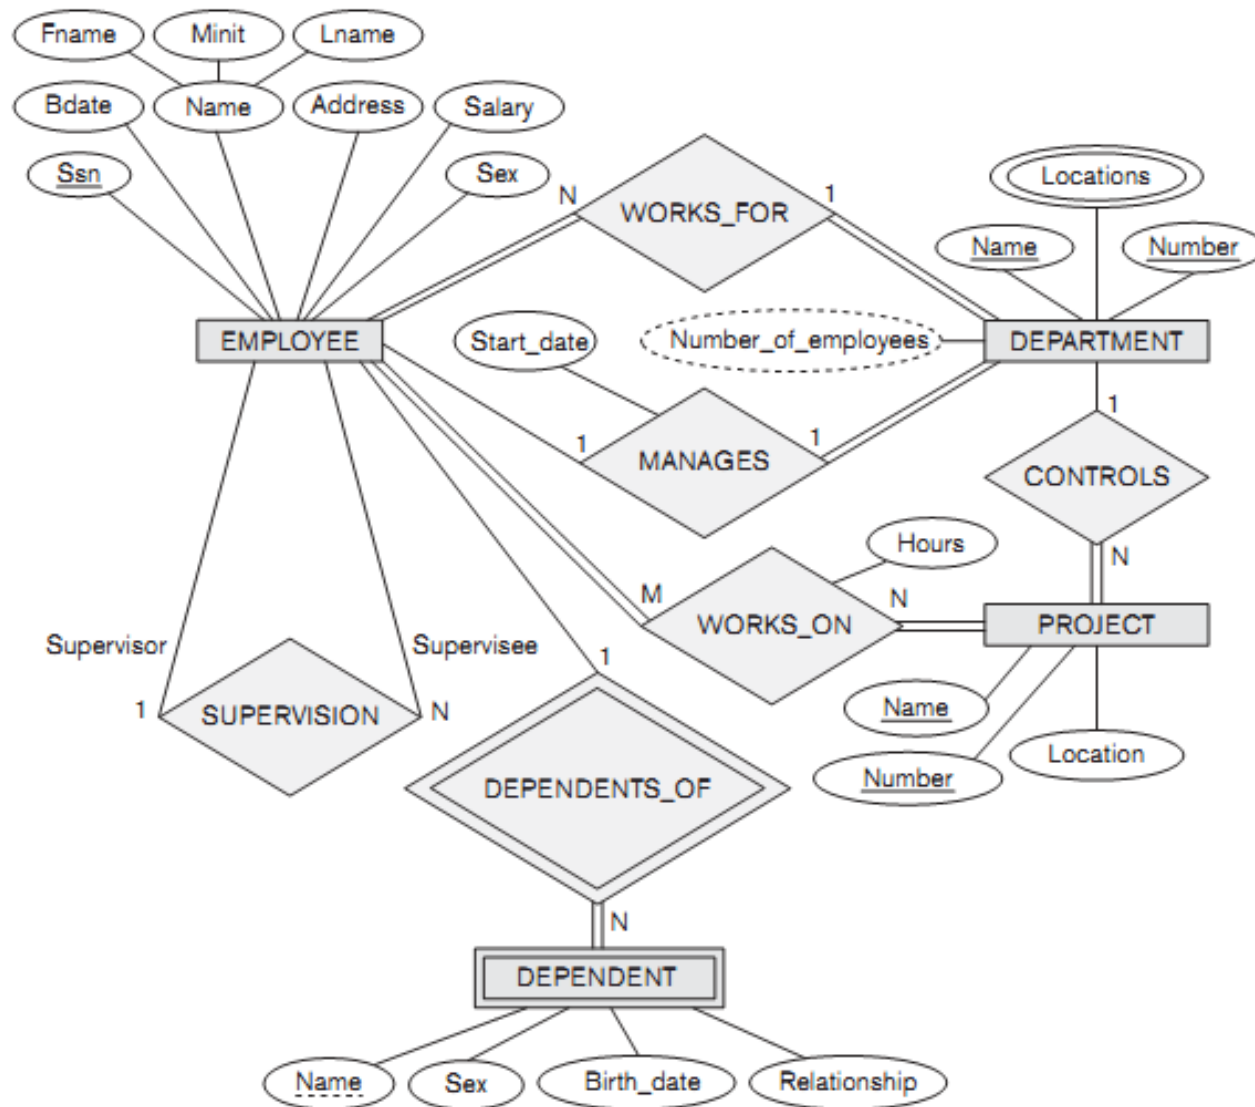 Fname
Minit
Lname
Bdate
Name
Address
Salary
Ssn
Sex
N
WORKS_FOR
1
Locations
Name
Number
EMPLOYEE
Start_date
Number_of_employees
DEPARTMENT
1
MANAGES
1
1
CONTROLS
N
Hours
M
WORKS_ON
N
PROJECT
Supervisor
Supervisee
1
SUPERVISION
N
1
Name
Number
Location
DEPENDENTS_OF
N
DEPENDENT
Name
Sex
Birth_date
Relationship